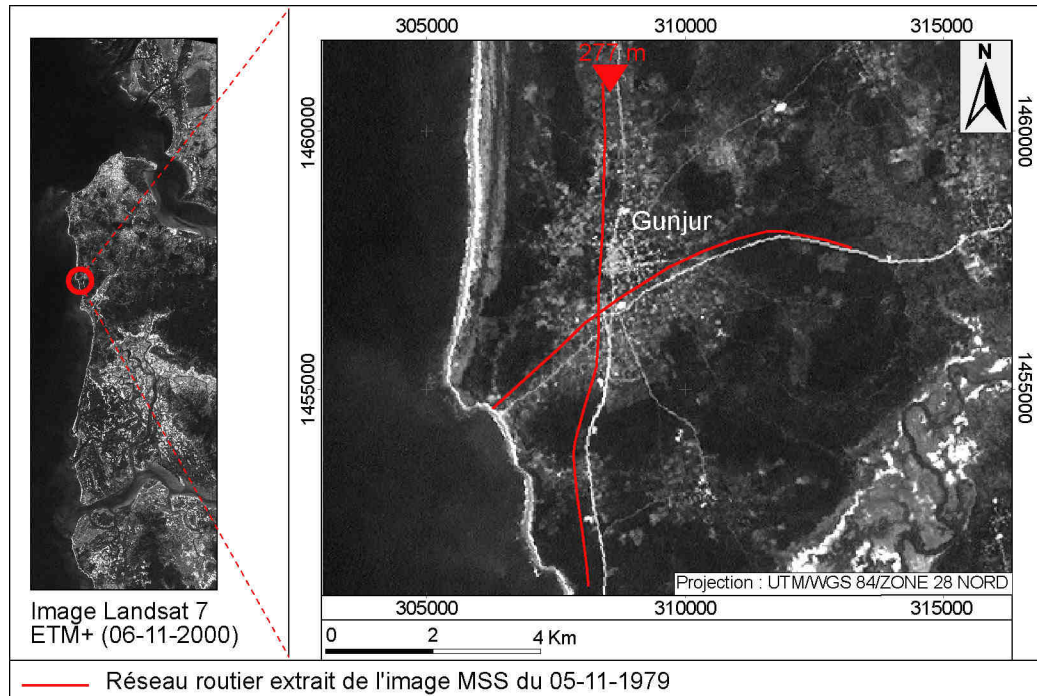 305000 310000 315000
277 m
N
1460000
1460000
Gunjur
1455000
1455000
Projection : UTM/WGS 84/ZONE 28 NORD
305000 310000 315000
Image Landsat 7
ETM+ (06-11-2000)
0 2 4 Km
Réseau routier extrait de l'image MSS du 05-11-1979